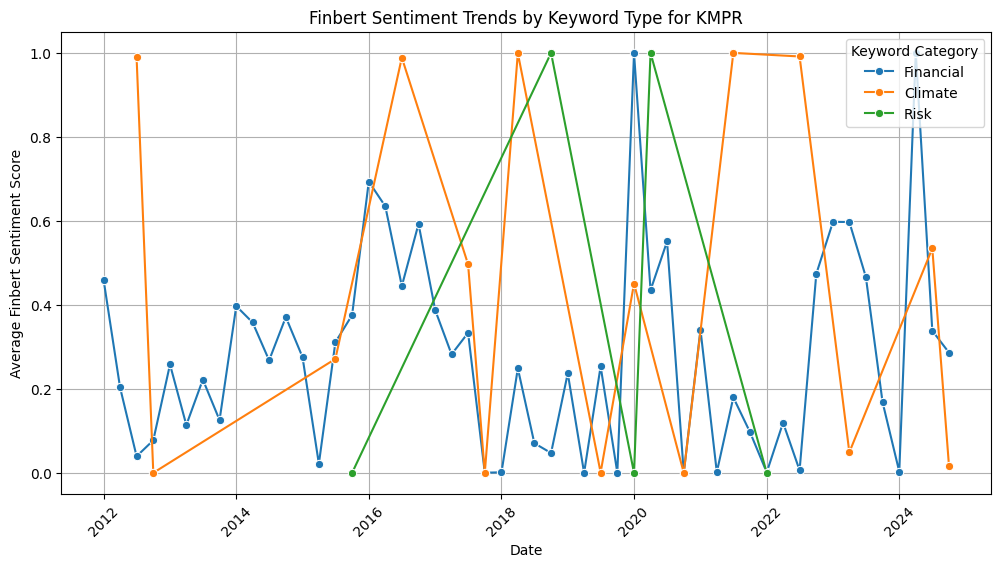 Finbert Sentiment Trends by Keyword Type for KMPR
Keyword Category
Financial
Climate
Risk
Average Finbert Sentiment Score
1.0
0.8
0.6
0.4
0.2
0.0
2012
2014
2016
2018
2020
2022
2024
Date